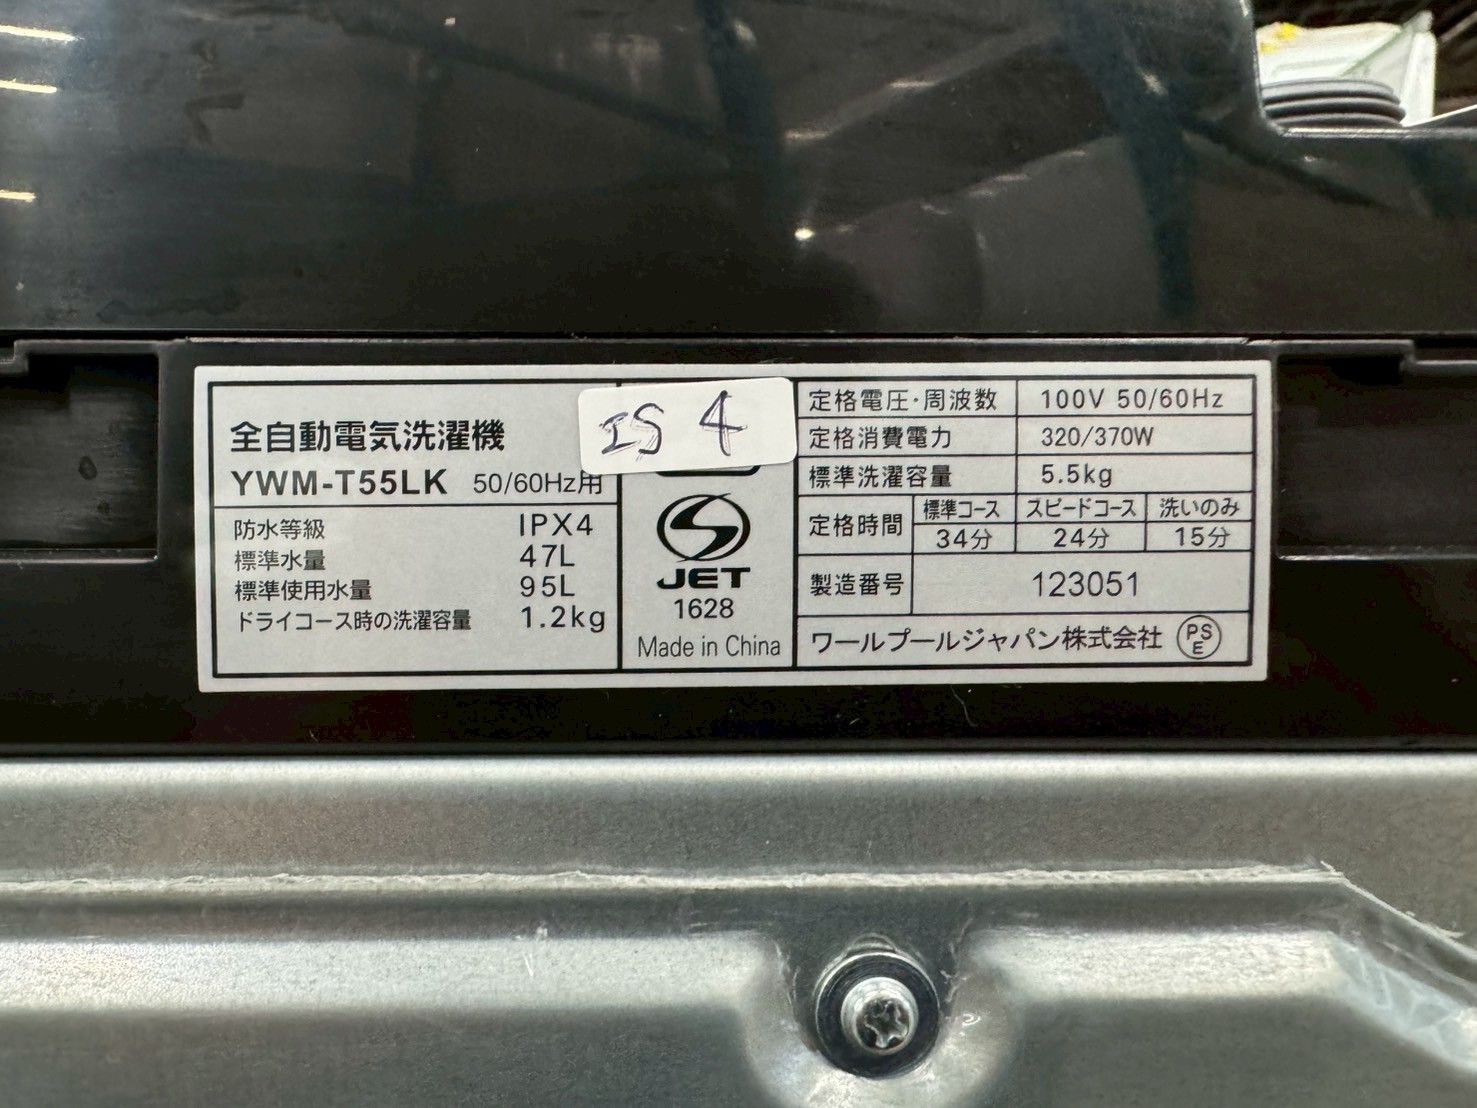 全自動電気洗濯機
YWM-T55LK 50/60Hz用
防水等級 IPX4
標準水量 47L
標準使用水量 95L
ドライコース時の洗濯容量 1.2kg
IS 4
S
JET
1628
Made in China
定格電圧・周波数 100V 50/60Hz
定格消費電力 320/370W
標準洗濯容量 5.5kg
定格時間 標準コース スピードコース 洗いのみ
34分 24分 15分
製造番号 123051
ワールプールジャパン株式会社 PSE